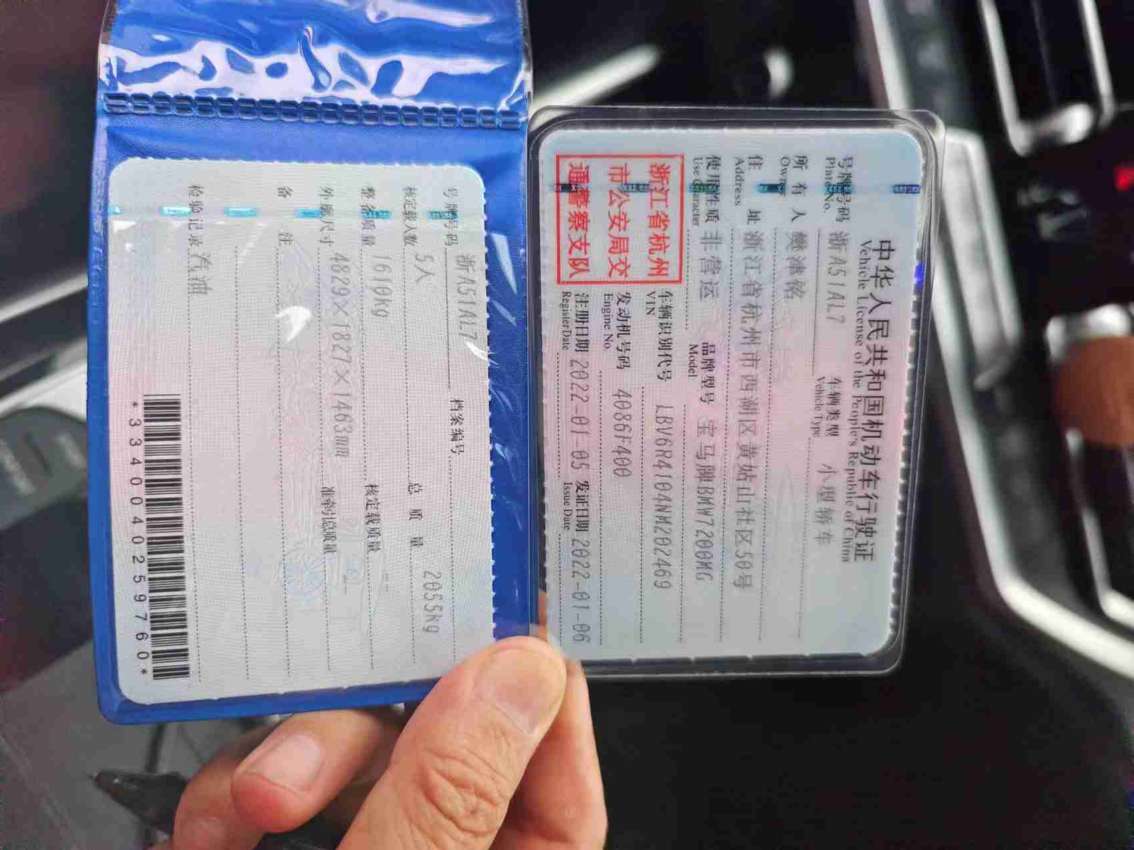 中华人民共和国机动车行驶证
Vehicle License of the People's Republic of China
号牌号码 浙A51AL7 车辆类型 小型轿车
Plate No. Vehicle Type
所有人 樊津铭
Owner
住址 浙江省杭州市西湖区黄姑山社区50号
Address
使用性质 非营运 品牌型号 宝马牌BMW7200MG
Use Character Model
浙江省杭州
市公安局交
通警察支队
车辆识别代号 LBV6R4104NM202469
VIN
发动机号码 4086F400
Engine No.
注册日期 2022-01-05 发证日期 2022-01-06
Register Date Issue Date
号牌号码 浙A51AL7 档案编号
核定载人数 5人 总质量 2055kg
整备质量 1610kg 核定载质量
外廓尺寸 4829×1827×1463mm 准牵引总质量
备注
检验记录 汽油
*3340040259760*